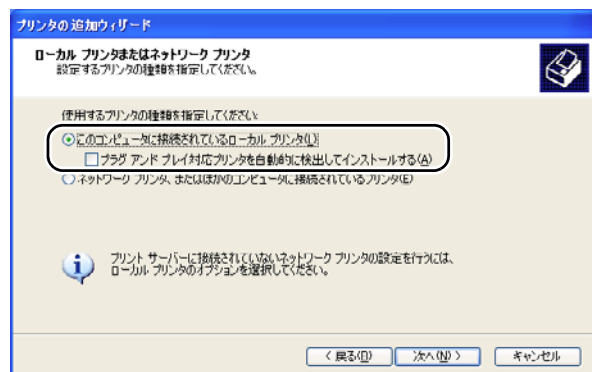 プリンタの追加ウィザード
ローカル プリンタまたはネットワーク プリンタ
設定するプリンタの種類を指定してください。
使用するプリンタの種類を指定してください:
このコンピュータに接続されているローカル プリンタ(L)
プラグ アンド プレイ対応プリンタを自動的に検出してインストールする(A)
ネットワーク プリンタ、またはほかのコンピュータに接続されているプリンタ(E)
プリント サーバーに接続されていないネットワーク プリンタの設定を行うには、
ローカル プリンタのオプションを選択してください。
< 戻る(B) 次へ(N) > キャンセル